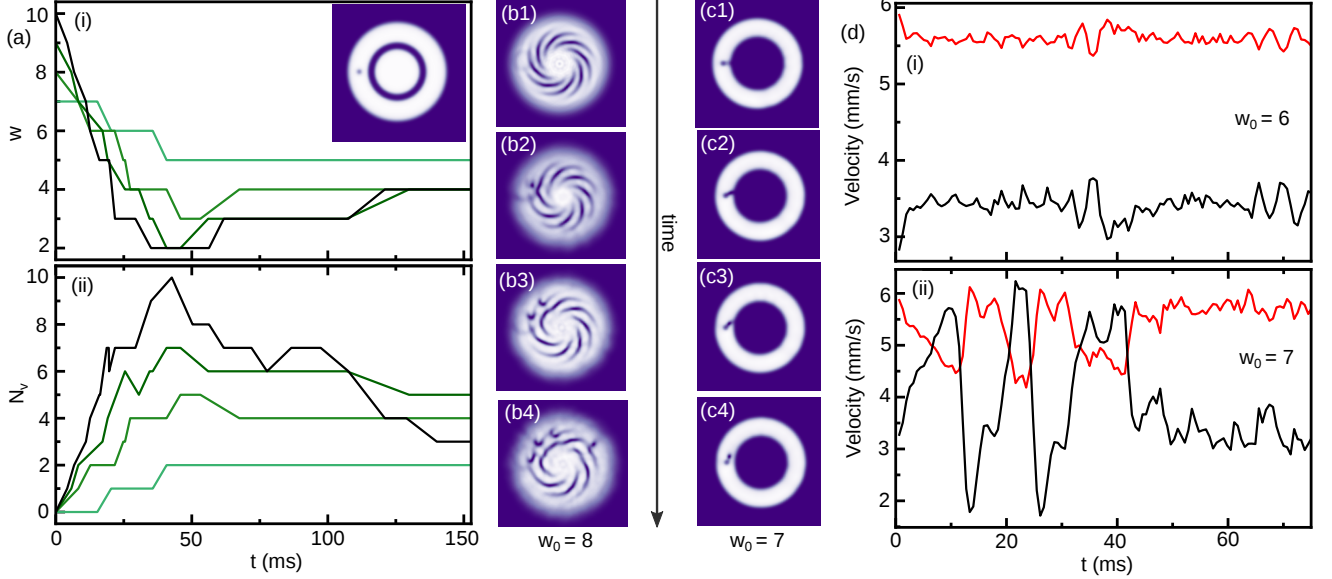 (a)
(i)
10
8
6
4
2
w
(ii)
10
8
6
4
2
0
N_v
0
50
100
150
t (ms)
(b1)
(b2)
(b3)
(b4)
w₀ = 8
time
(c1)
(c2)
(c3)
(c4)
w₀ = 7
(d)
6
5
4
3
Velocity (mm/s)
(i)
w₀ = 6
6
5
4
3
2
Velocity (mm/s)
(ii)
w₀ = 7
0
20
40
60
t (ms)